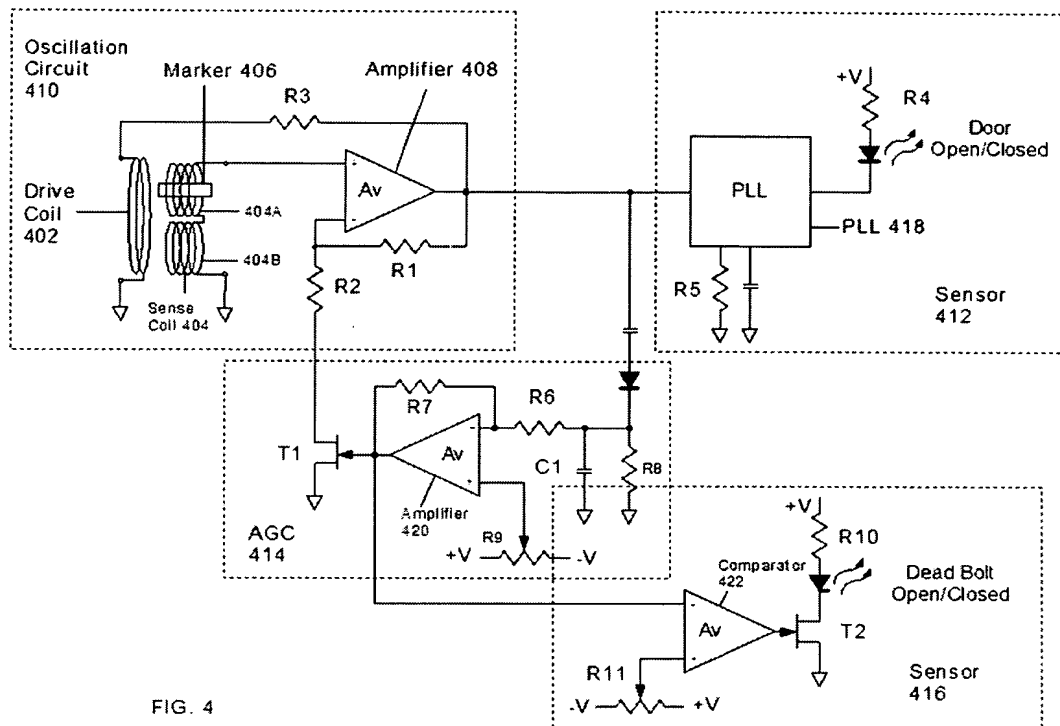 Oscillation
Circuit
410
Marker 406
Amplifier 408
R3
Av
Drive
Coil
402
404A
404B
Sense
Coil 404
R1
R2
+V
R4
Door
Open/Closed
PLL
PLL 418
R5
Sensor
412
R7
R6
T1
Av
C1
R8
Amplifier
420
AGC
414
R9
+V
-V
+V
R10
Comparator
422
Dead Bolt
Open/Closed
Av
T2
R11
-V
+V
Sensor
416
FIG. 4